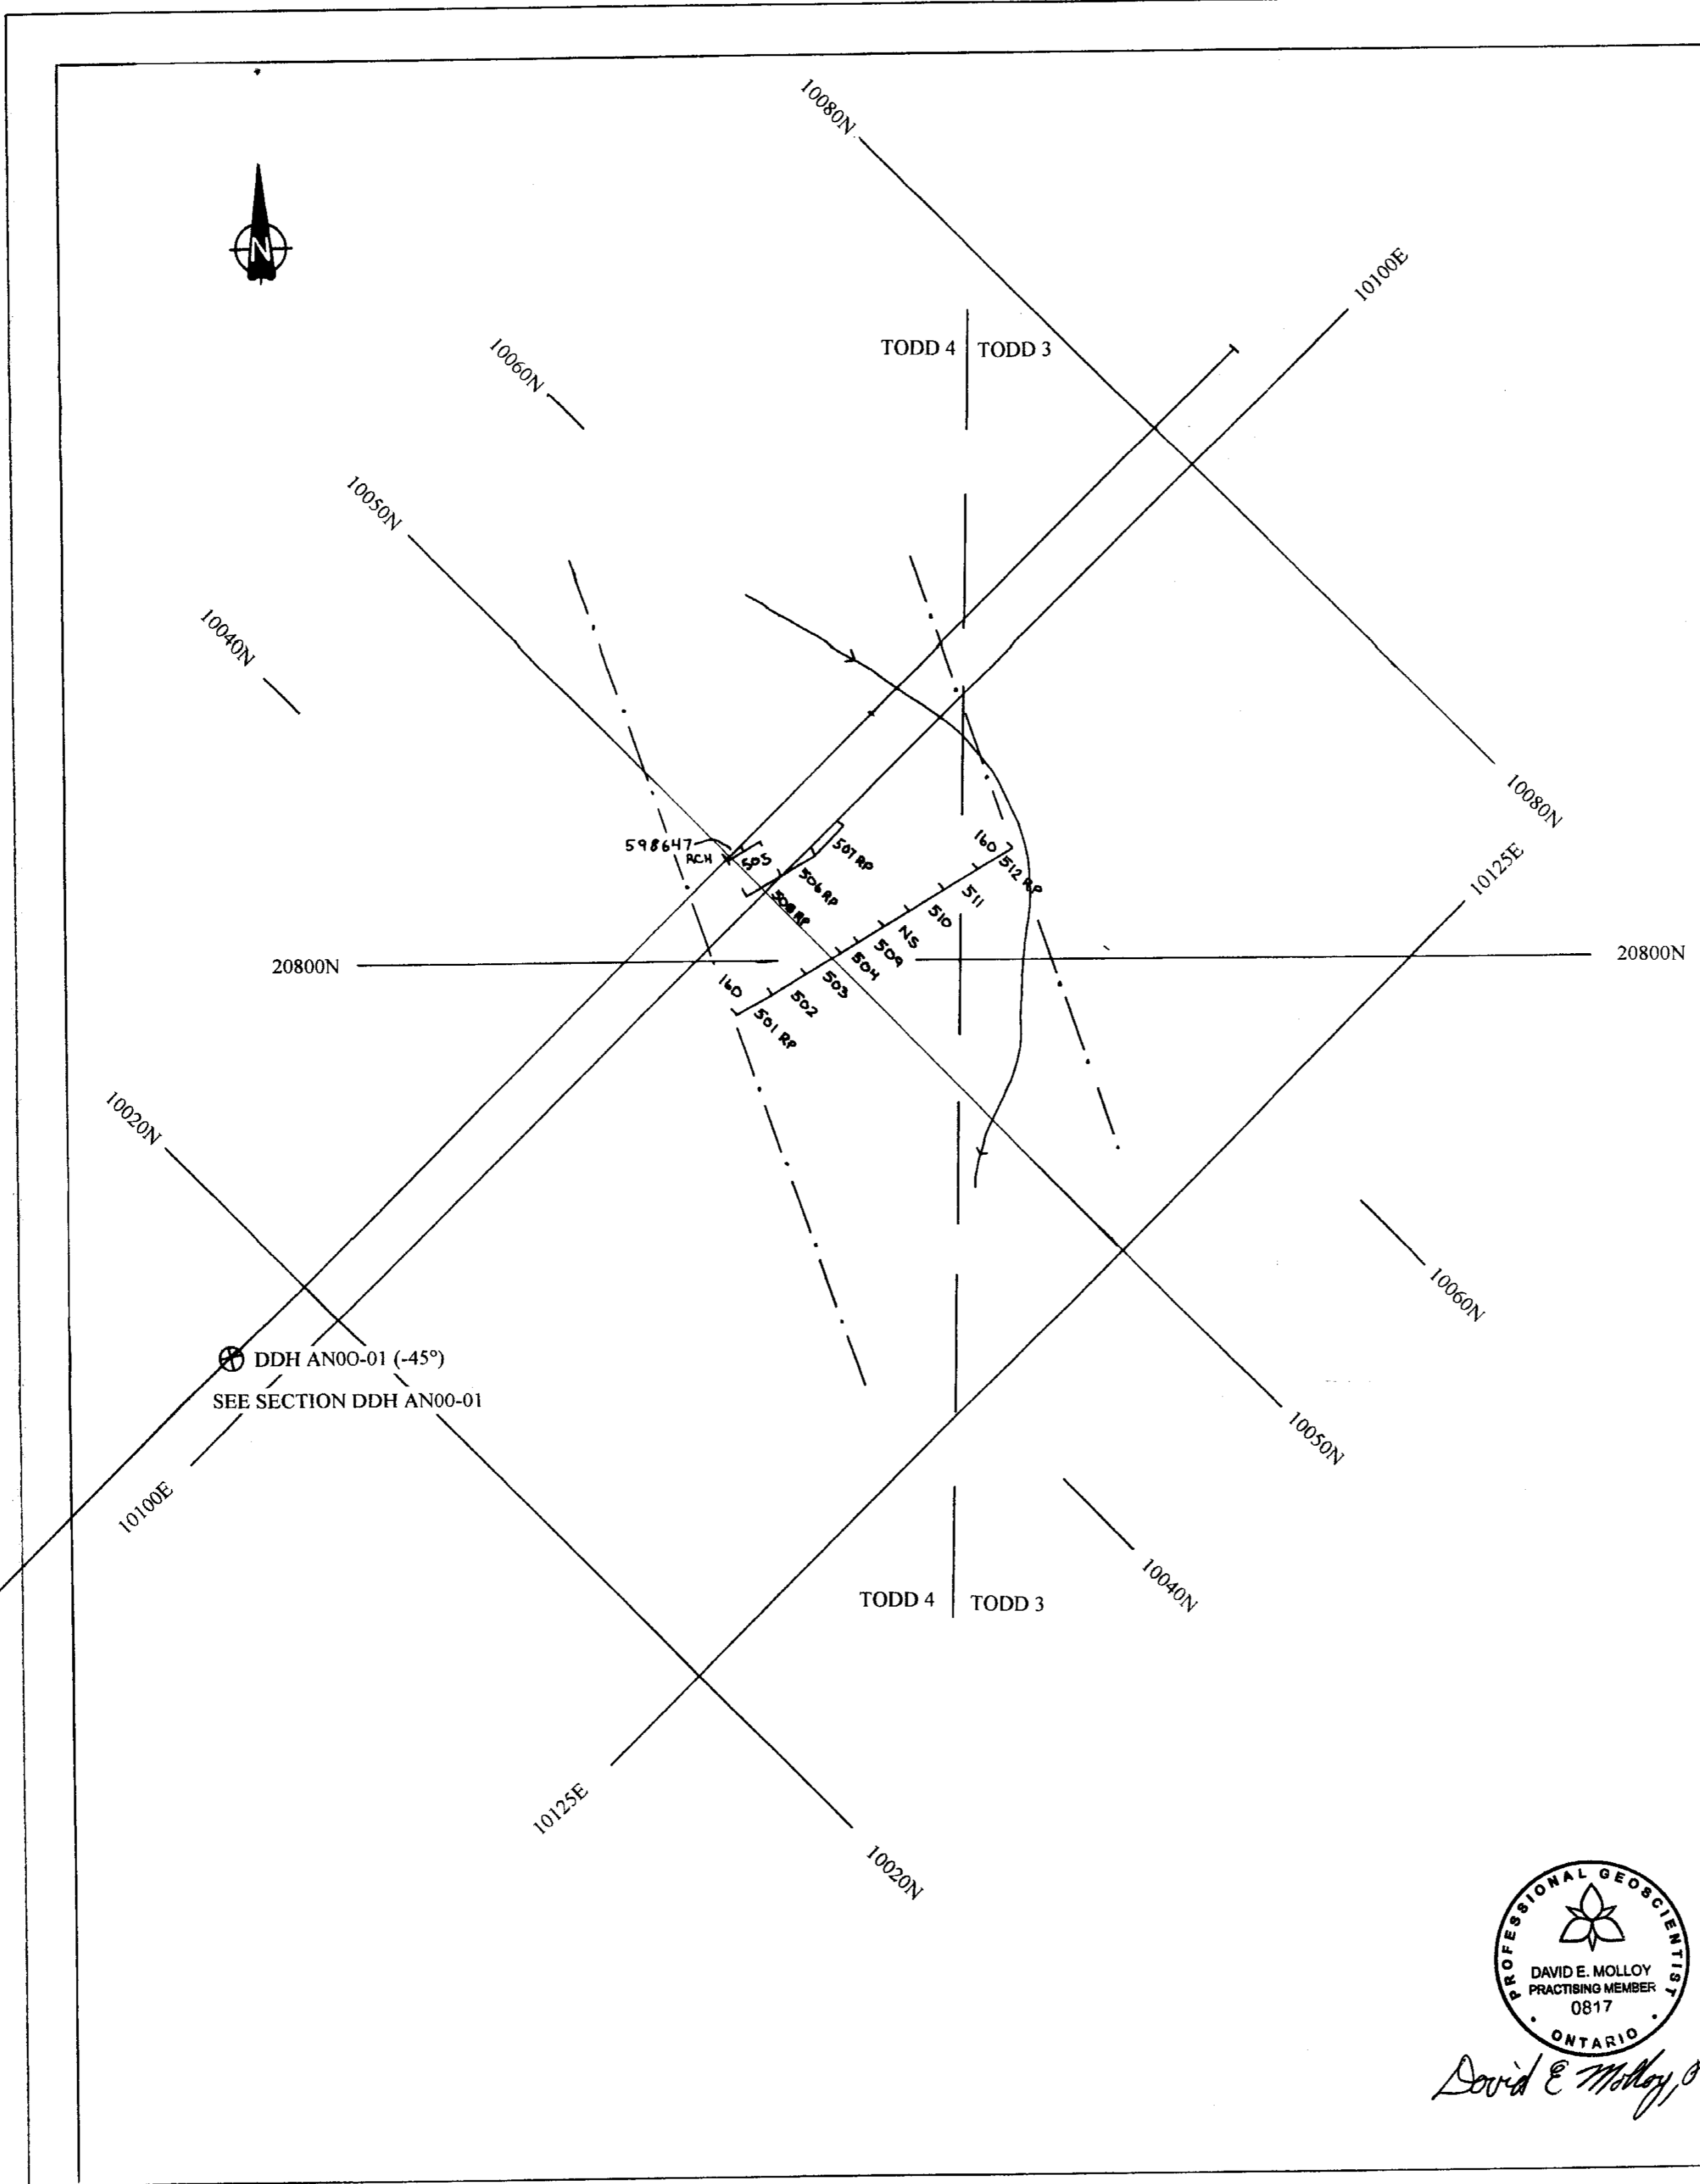 10080N
N
10100E
TODD 4 TODD 3
10060N
10050N
10040N
598647
RCH
505
507 RP
506 RP
508 RP
160
512 RP
511
510
NS
509
504
503
502
501 RP
160
10080N
10125E
20800N
20800N
10020N
10060N
DDH AN00-01 (-45°)
SEE SECTION DDH AN00-01
10050N
10100E
10040N
TODD 4 TODD 3
10125E
10020N
PROFESSIONAL GEOSCIENTIST
DAVID E. MOLLOY
PRACTISING MEMBER
0817
ONTARIO
David E Molloy,